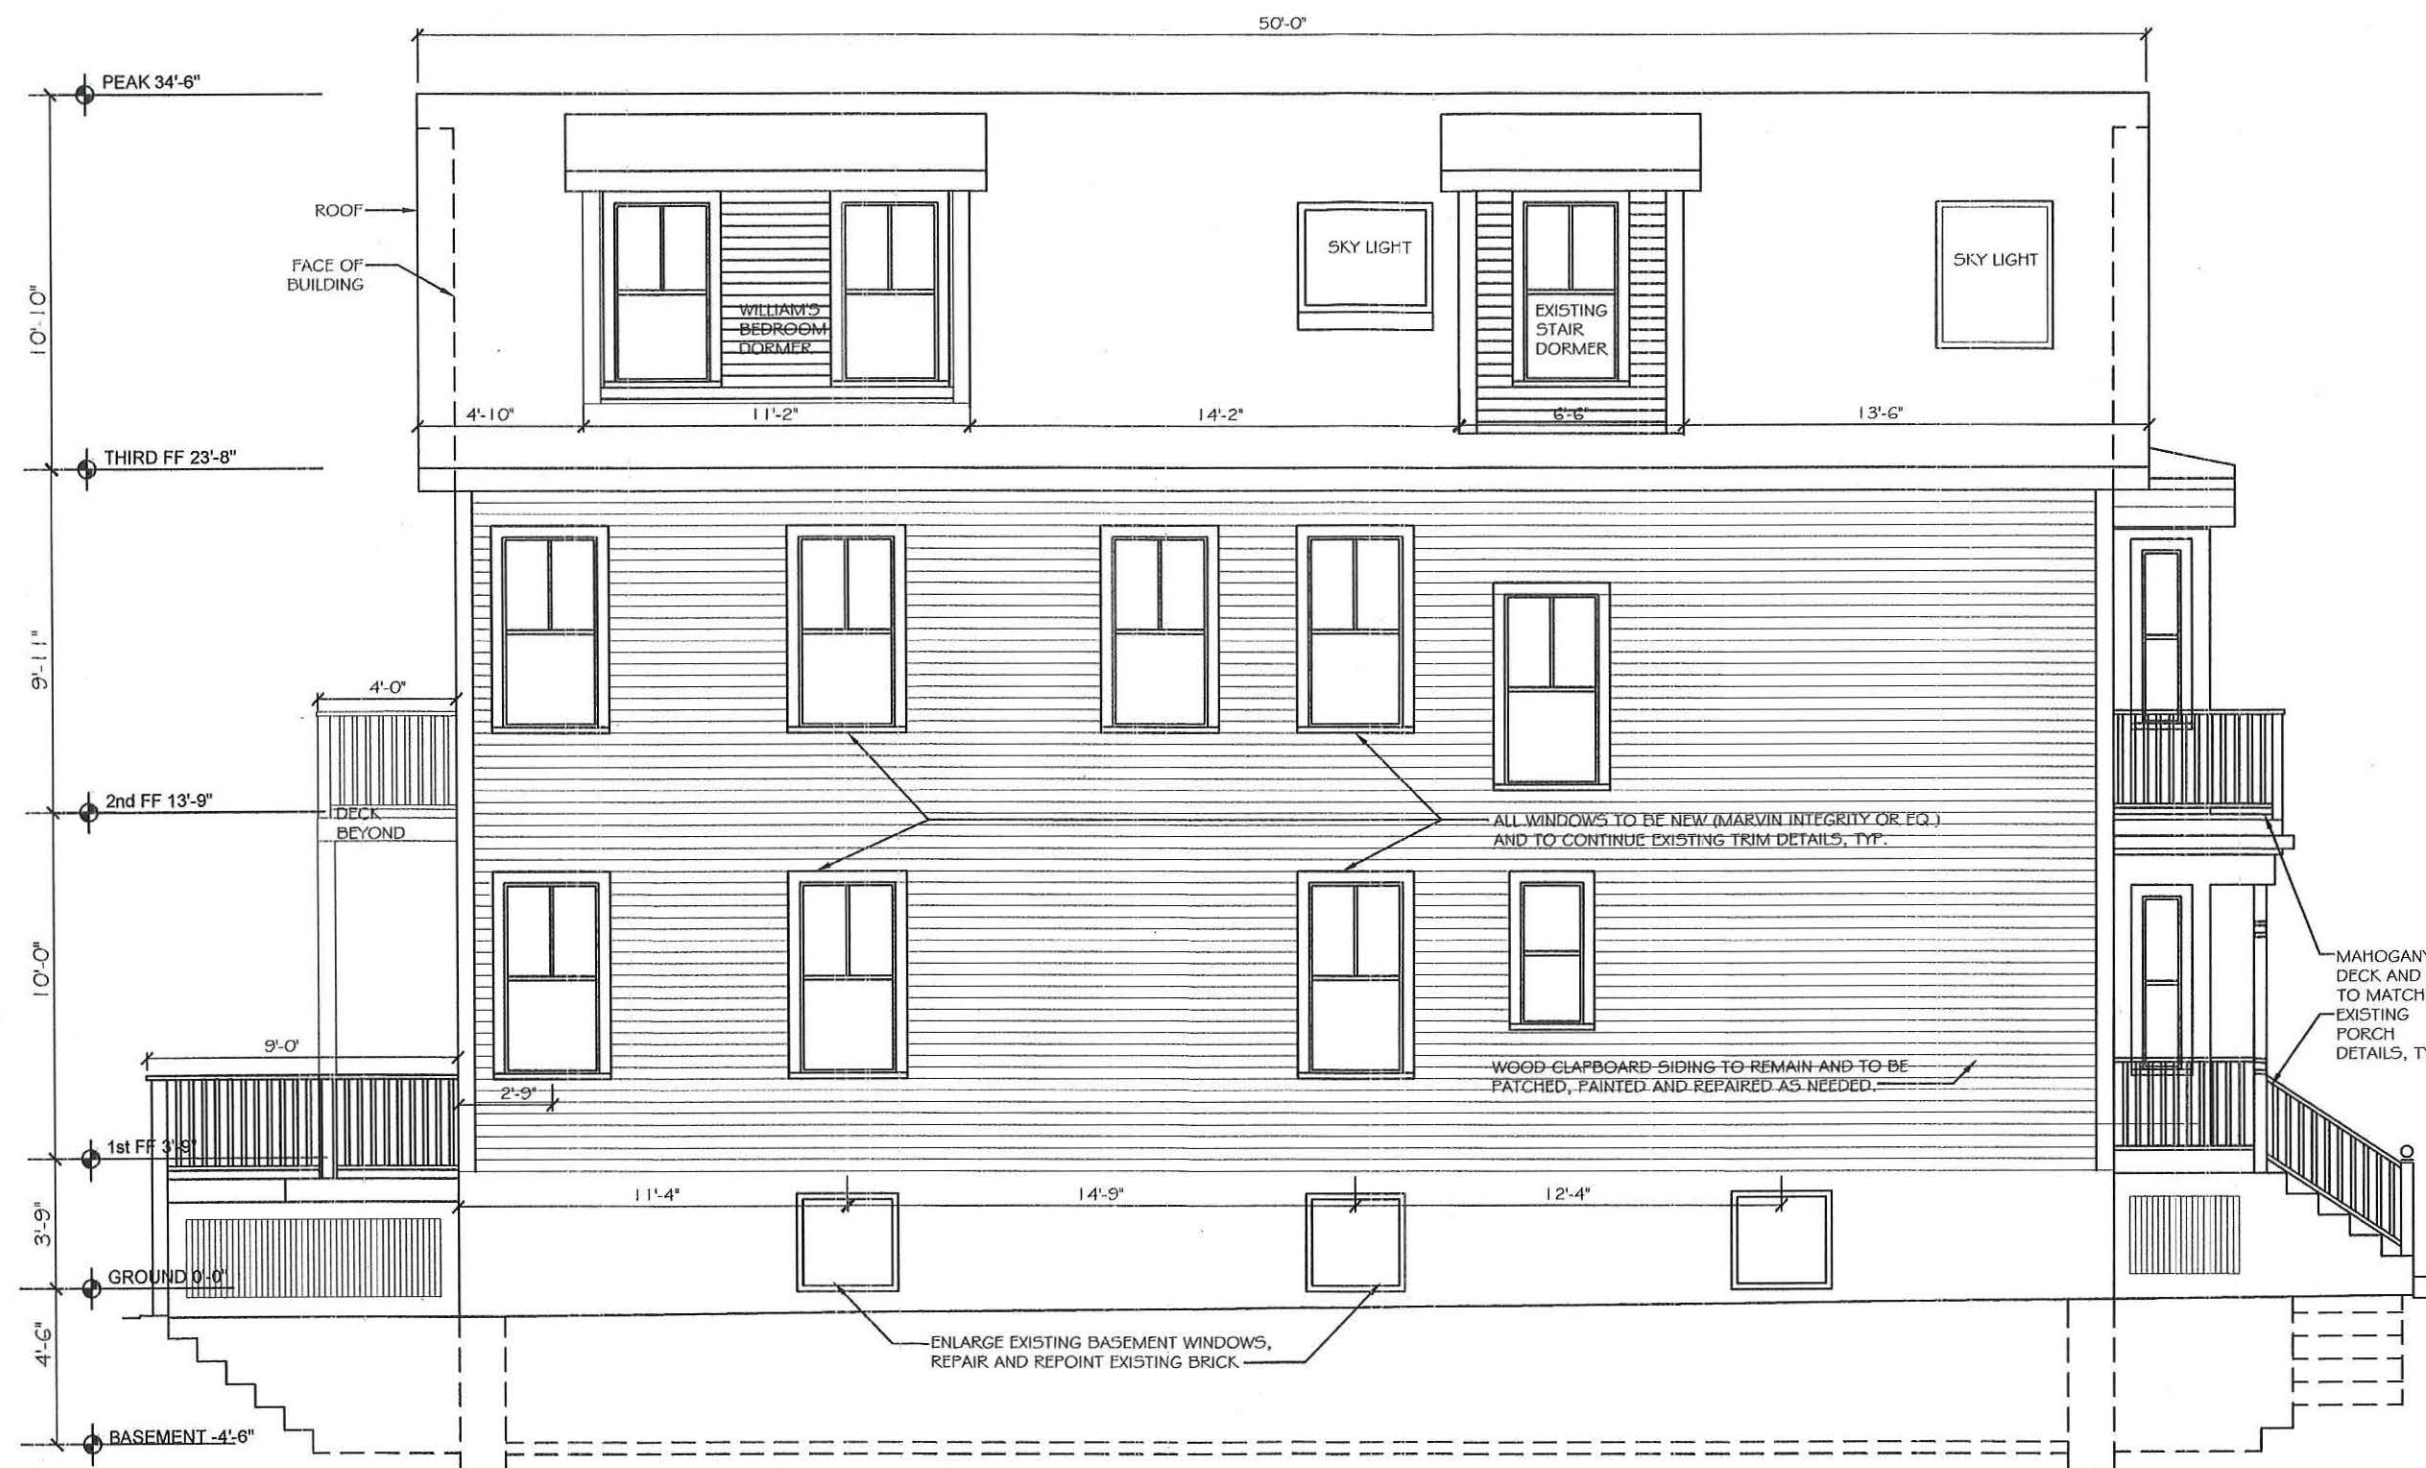 50'-0"
PEAK 34'-6"
ROOF
FACE OF
BUILDING
SKY LIGHT
SKY LIGHT
WILLIAM'S
BEDROOM
DORMER
EXISTING
STAIR
DORMER
10'-10"
4'-10"
11'-2"
14'-2"
6'-6"
13'-6"
THIRD FF 23'-8"
9'-11"
4'-0"
2nd FF 13'-9"
DECK
BEYOND
ALL WINDOWS TO BE NEW (MARVIN INTEGRITY OR EQ.)
AND TO CONTINUE EXISTING TRIM DETAILS, TYP.
10'-0"
MAHOGANY
DECK AND
TO MATCH
EXISTING
PORCH
DETAILS, TY
9'-0'
WOOD CLAPBOARD SIDING TO REMAIN AND TO BE
PATCHED, PAINTED AND REPAIRED AS NEEDED.
2'-9"
1st FF 3'-9"
11'-4"
14'-9"
12'-4"
3'-9"
GROUND 0'-0"
4'-6"
ENLARGE EXISTING BASEMENT WINDOWS,
REPAIR AND REPOINT EXISTING BRICK
BASEMENT -4'-6"